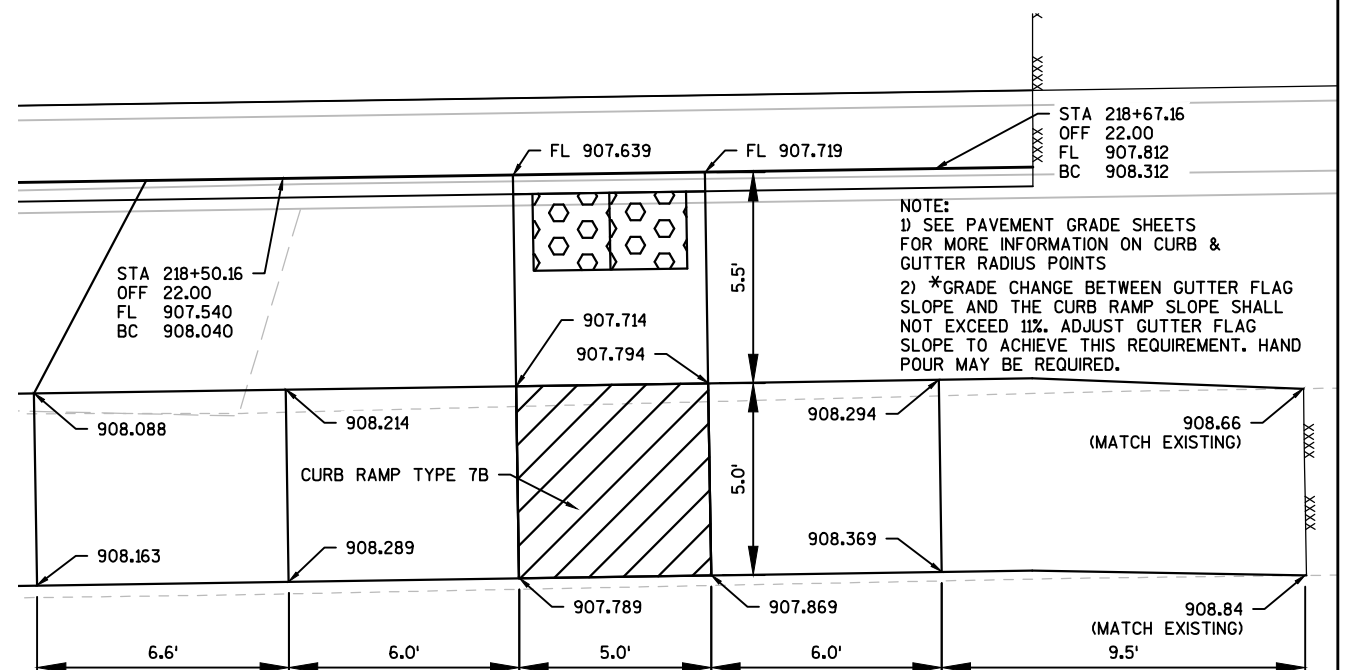 FL 907.639
FL 907.719
STA 218+67.16
OFF 22.00
FL 907.812
BC 908.312
NOTE:
1) SEE PAVEMENT GRADE SHEETS
FOR MORE INFORMATION ON CURB &
GUTTER RADIUS POINTS
2) *GRADE CHANGE BETWEEN GUTTER FLAG
SLOPE AND THE CURB RAMP SLOPE SHALL
NOT EXCEED 11%. ADJUST GUTTER FLAG
SLOPE TO ACHIEVE THIS REQUIREMENT. HAND
POUR MAY BE REQUIRED.
STA 218+50.16
OFF 22.00
FL 907.540
BC 908.040
5.5'
907.714
907.794
908.088
908.214
908.294
908.66
(MATCH EXISTING)
CURB RAMP TYPE 7B
5.0'
908.163
908.289
908.369
907.789
907.869
908.84
(MATCH EXISTING)
6.6'
6.0'
5.0'
6.0'
9.5'
XXXX
XXXX
XXXX
XXXX
X